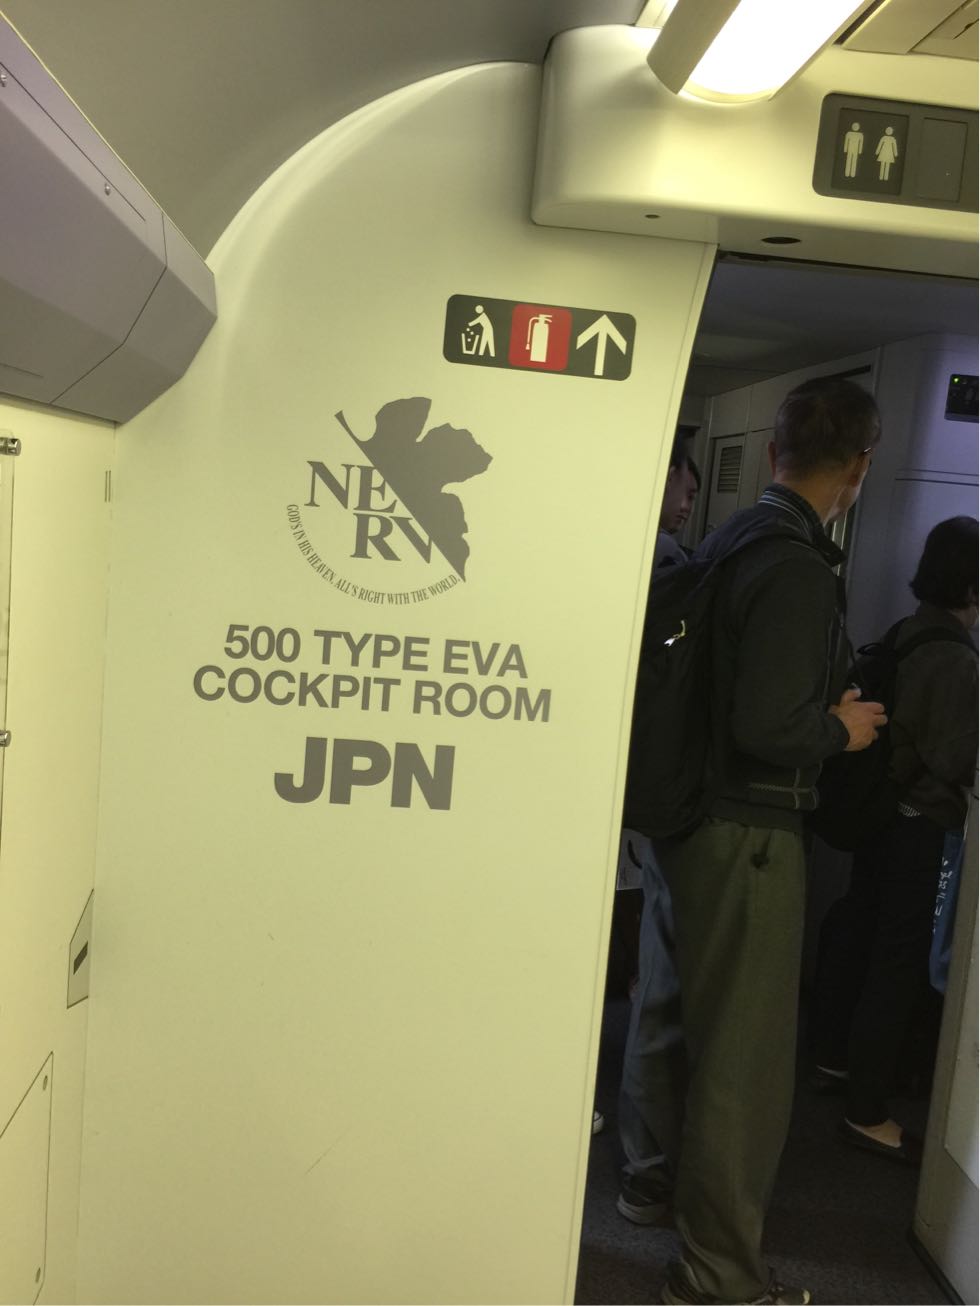 NERV
GOD'S IN HIS HEAVEN. ALL'S RIGHT WITH THE WORLD.
500 TYPE EVA
COCKPIT ROOM
JPN